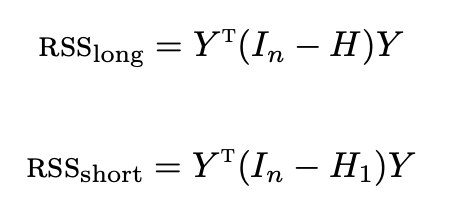 RSS_long = Y^T(I_n − H)Y
RSS_short = Y^T(I_n − H_1)Y